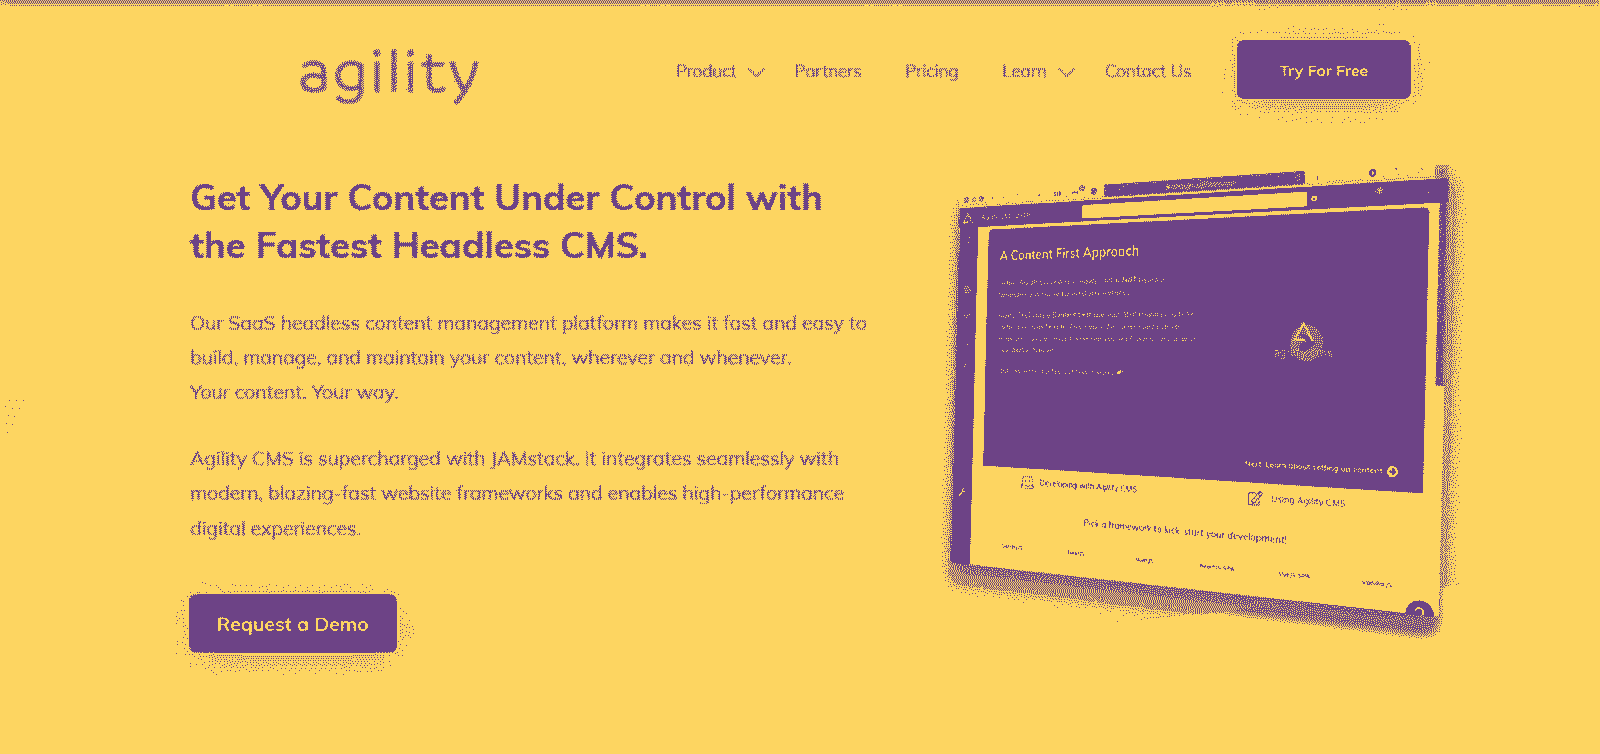 agility
Product
Partners
Pricing
Learn
Contact Us
Try For Free
Get Your Content Under Control with
the Fastest Headless CMS.
Our SaaS headless content management platform makes it fast and easy to
build, manage, and maintain your content, wherever and whenever.
Your content. Your way.
Agility CMS is supercharged with JAMstack. It integrates seamlessly with
modern, blazing-fast website frameworks and enables high-performance
digital experiences.
Request a Demo
A Content First Approach
Next: Learn about setting up content
Developing with Agility CMS
Using Agility CMS
Pick a framework to kick-start your development!